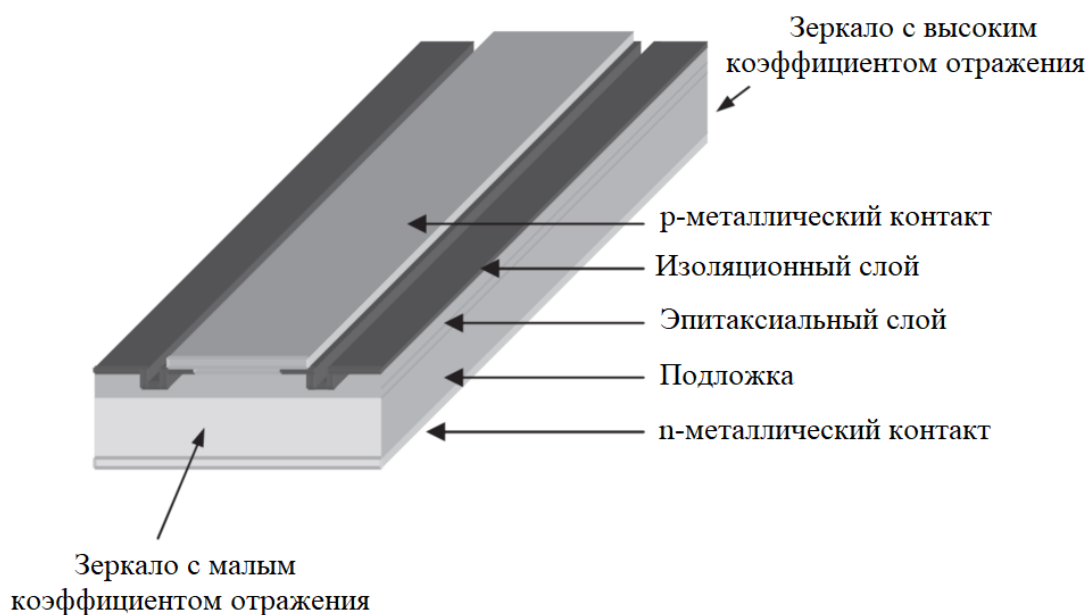 Зеркало с высоким
коэффициентом отражения
p-металлический контакт
Изоляционный слой
Эпитаксиальный слой
Подложка
n-металлический контакт
Зеркало с малым
коэффициентом отражения